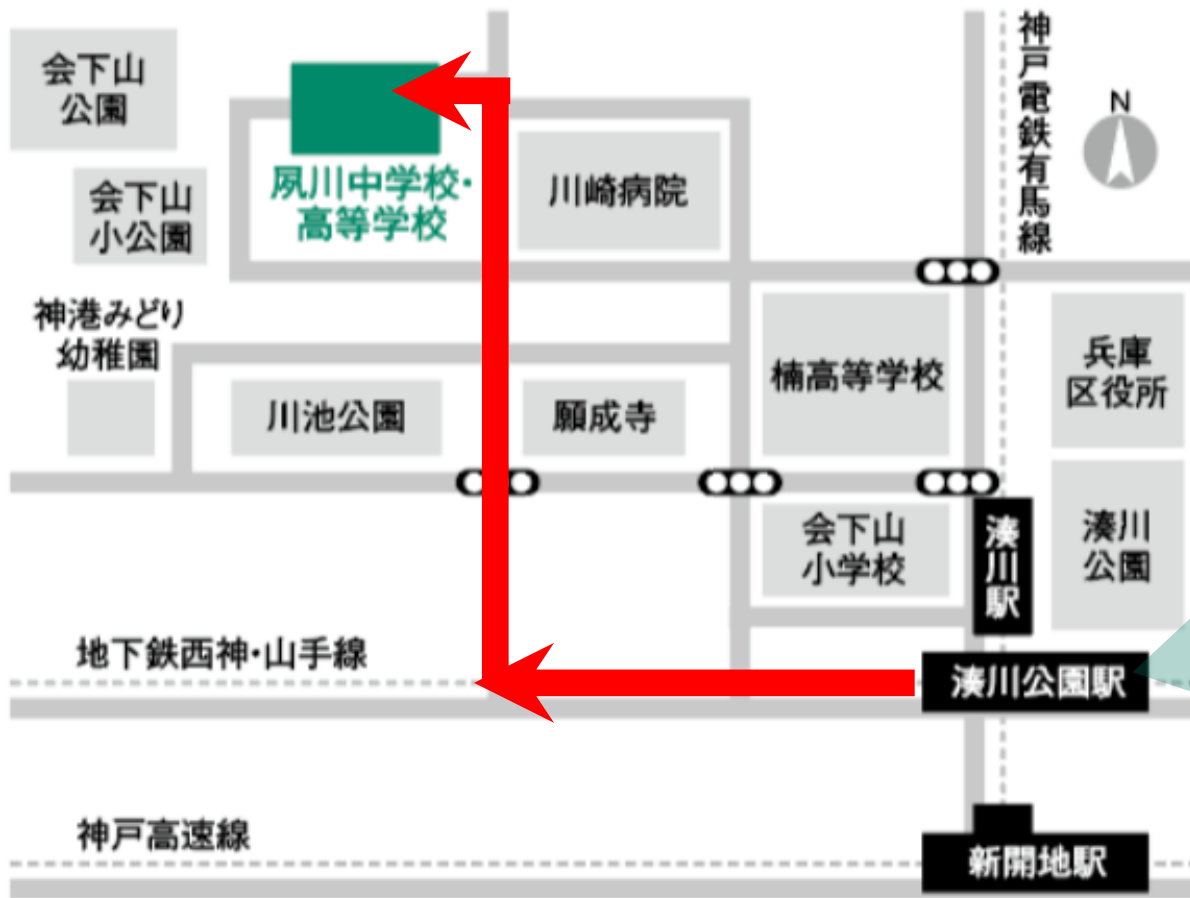 会下山
公園
神戸電鉄有馬線
N
夙川中学校・
高等学校
川崎病院
会下山
小公園
神港みどり
幼稚園
楠高等学校
兵庫
区役所
川池公園
願成寺
会下山
小学校
湊川駅
湊川
公園
地下鉄西神・山手線
湊川公園駅
神戸高速線
新開地駅